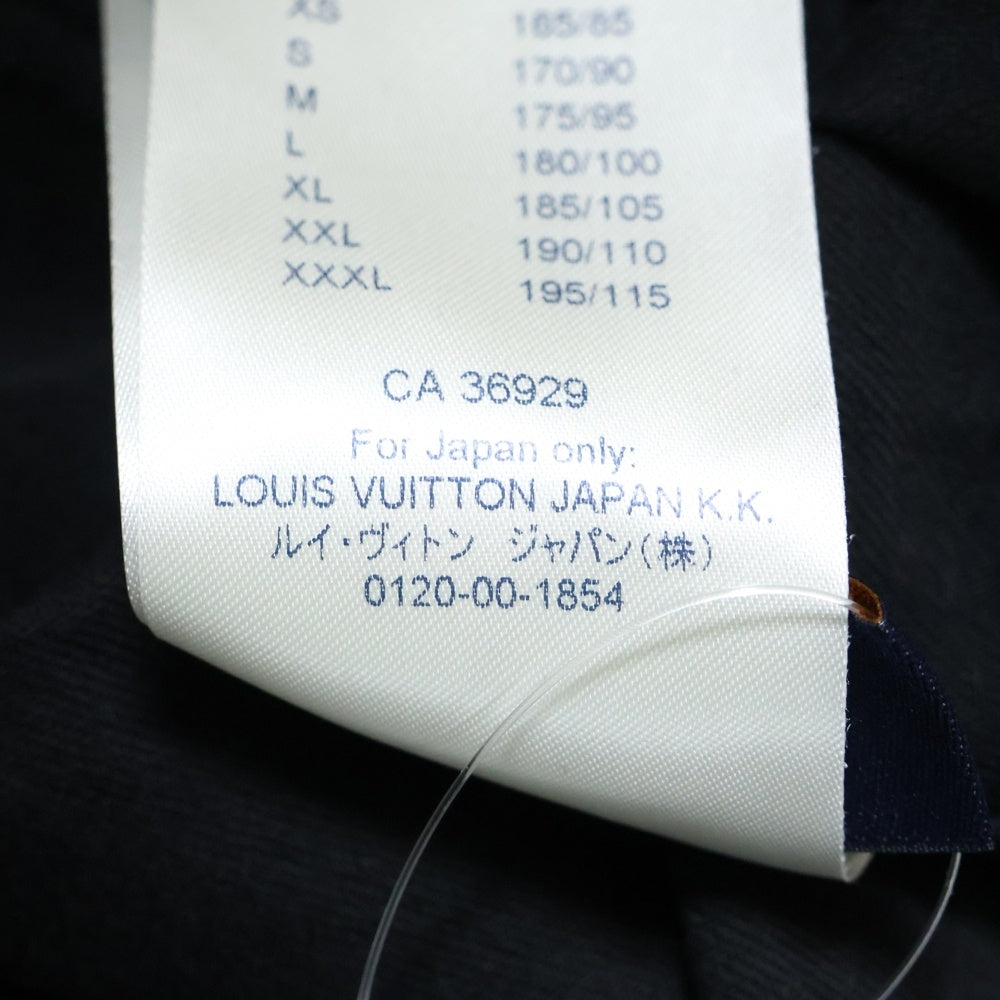 XS 165/85
S 170/90
M 175/95
L 180/100
XL 185/105
XXL 190/110
XXXL 195/115
CA 36929
For Japan only:
LOUIS VUITTON JAPAN K.K.
ルイ・ヴィトン ジャパン(株)
0120-00-1854